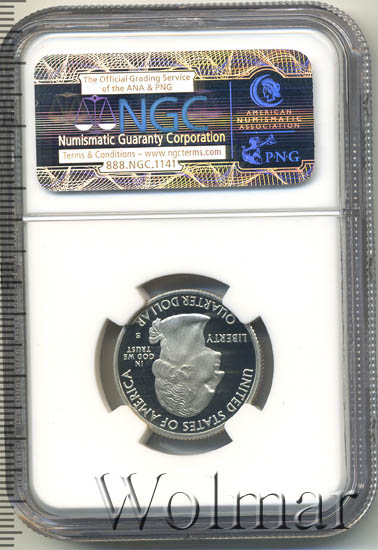 The Official Grading Service
of the ANA & PNG
NGC
Numismatic Guaranty Corporation
Terms & Conditions – www.ngcterms.com
888.NGC.1141
AMERICAN
NUMISMATIC
ASSOCIATION
PNG
UNITED STATES OF AMERICA
LIBERTY
IN
GOD WE
TRUST
S
QUARTER DOLLAR
Wolmar